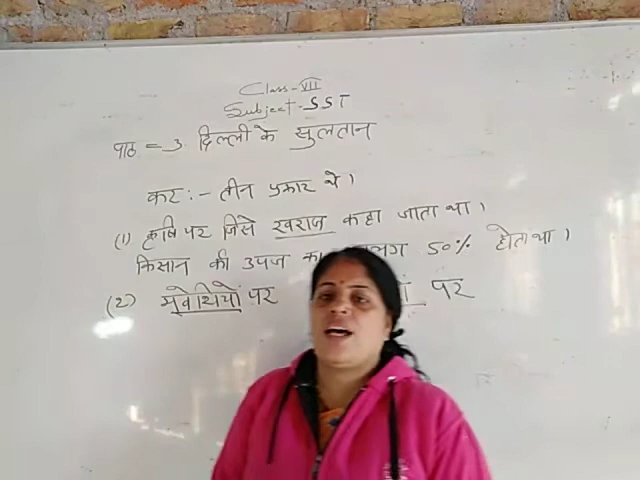 Class-VII
Subject-SST
पाठ = 3 दिल्ली के सुलतान
कर :- तीन प्रकार थे।
(1) कृषि पर जिसे खराज कहा जाता था।
किसान की उपज का लगभग 50% होता था।
(2) मवेशियों पर पर